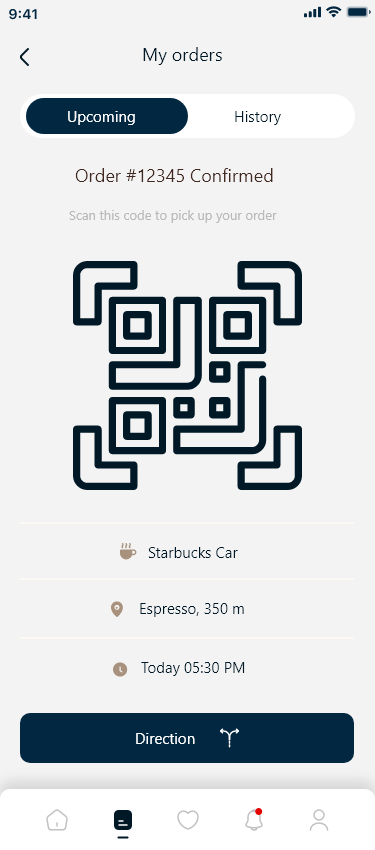 9:41
My orders
Upcoming
History
Order #12345 Confirmed
Scan this code to pick up your order
Starbucks Car
Espresso, 350 m
Today 05:30 PM
Direction